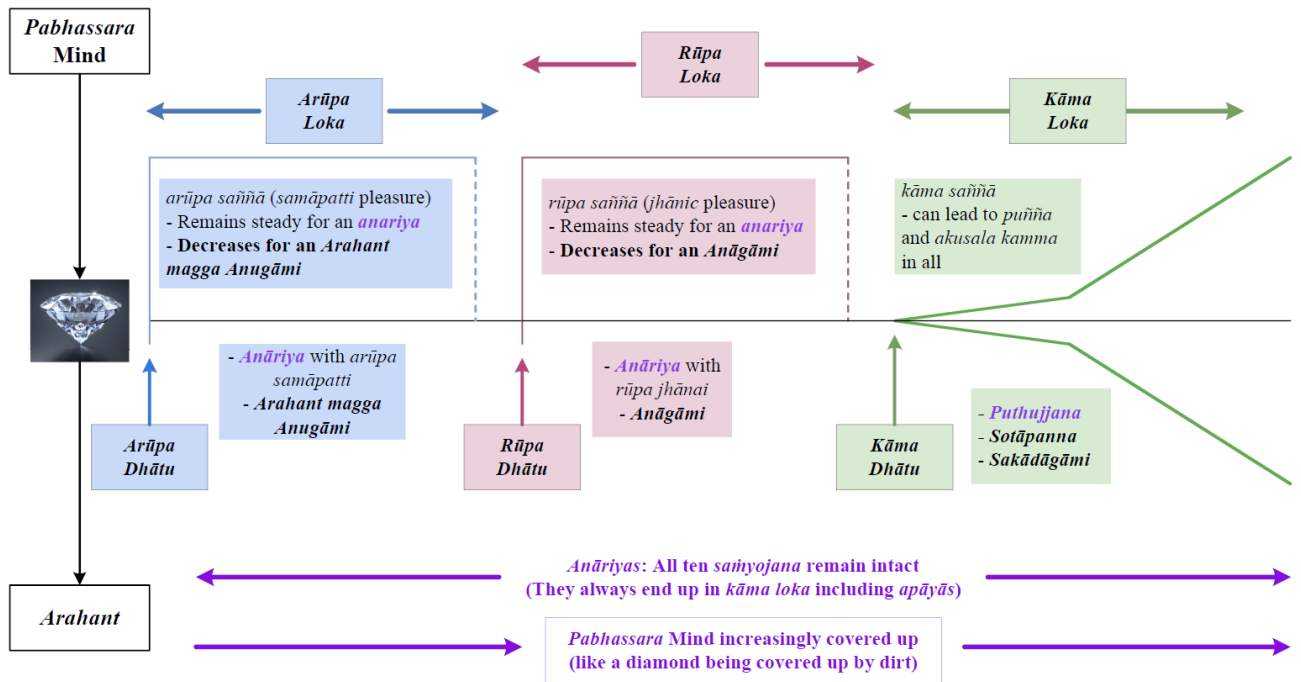 Pabhassara
Mind
Rūpa
Loka
Arūpa
Loka
Kāma
Loka
arūpa saññā (samāpatti pleasure)
- Remains steady for an anariya
- Decreases for an Arahant
magga Anugāmi
rūpa saññā (jhānic pleasure)
- Remains steady for an anariya
- Decreases for an Anāgāmi
kāma saññā
- can lead to puñña
and akusala kamma
in all
- Anāriya with arūpa
samāpatti
- Arahant magga
Anugāmi
- Anāriya with
rūpa jhānai
- Anāgāmi
- Puthujjana
- Sotāpanna
- Sakādāgāmi
Arūpa
Dhātu
Rūpa
Dhātu
Kāma
Dhātu
Anāriyas: All ten saṁyojana remain intact
(They always end up in kāma loka including apāyās)
Arahant
Pabhassara Mind increasingly covered up
(like a diamond being covered up by dirt)